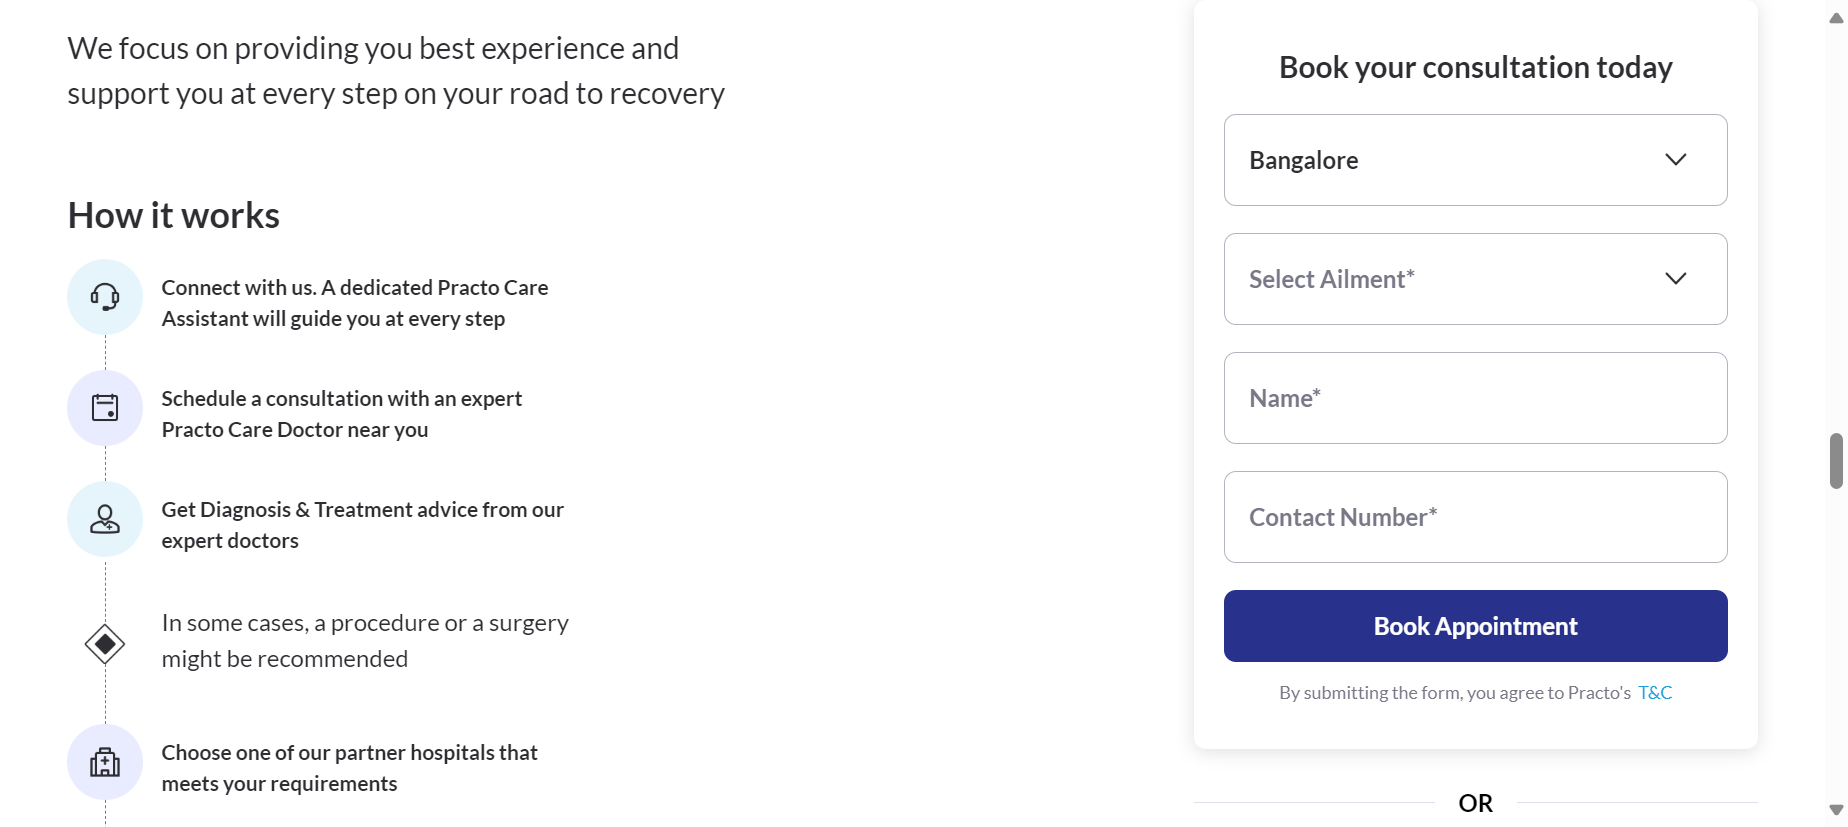 We focus on providing you best experience and
support you at every step on your road to recovery
How it works
Connect with us. A dedicated Practo Care
Assistant will guide you at every step
Schedule a consultation with an expert
Practo Care Doctor near you
Get Diagnosis & Treatment advice from our
expert doctors
In some cases, a procedure or a surgery
might be recommended
Choose one of our partner hospitals that
meets your requirements
Book your consultation today
Bangalore
Select Ailment*
Name*
Contact Number*
Book Appointment
By submitting the form, you agree to Practo's T&C
OR